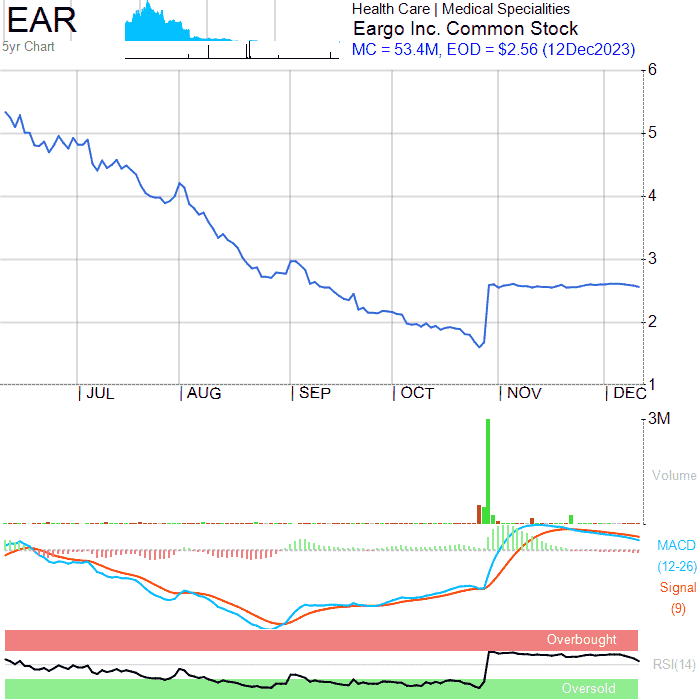 EAR
5yr Chart
Health Care | Medical Specialities
Eargo Inc. Common Stock
MC = 53.4M, EOD = $2.56 (12Dec2023)
6
5
4
3
2
1
| JUL | AUG | SEP | OCT | NOV | DEC
3M
Volume
MACD
(12-26)
Signal
(9)
Overbought
RSI(14)
Oversold